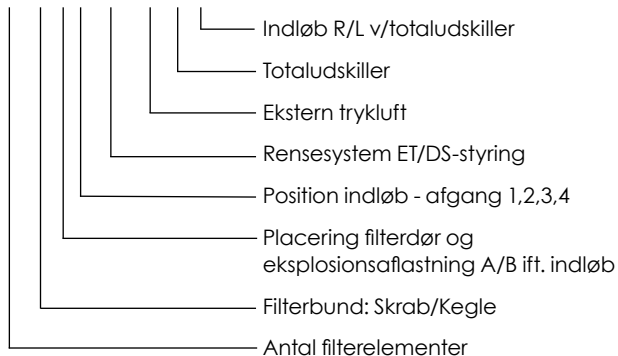 Indløb R/L v/totaludskiller
Totaludskiller
Ekstern trykluft
Rensesystem ET/DS-styring
Position indløb - afgang 1,2,3,4
Placering filterdør og
eksplosionsaflastning A/B ift. indløb
Filterbund: Skrab/Kegle
Antal filterelementer